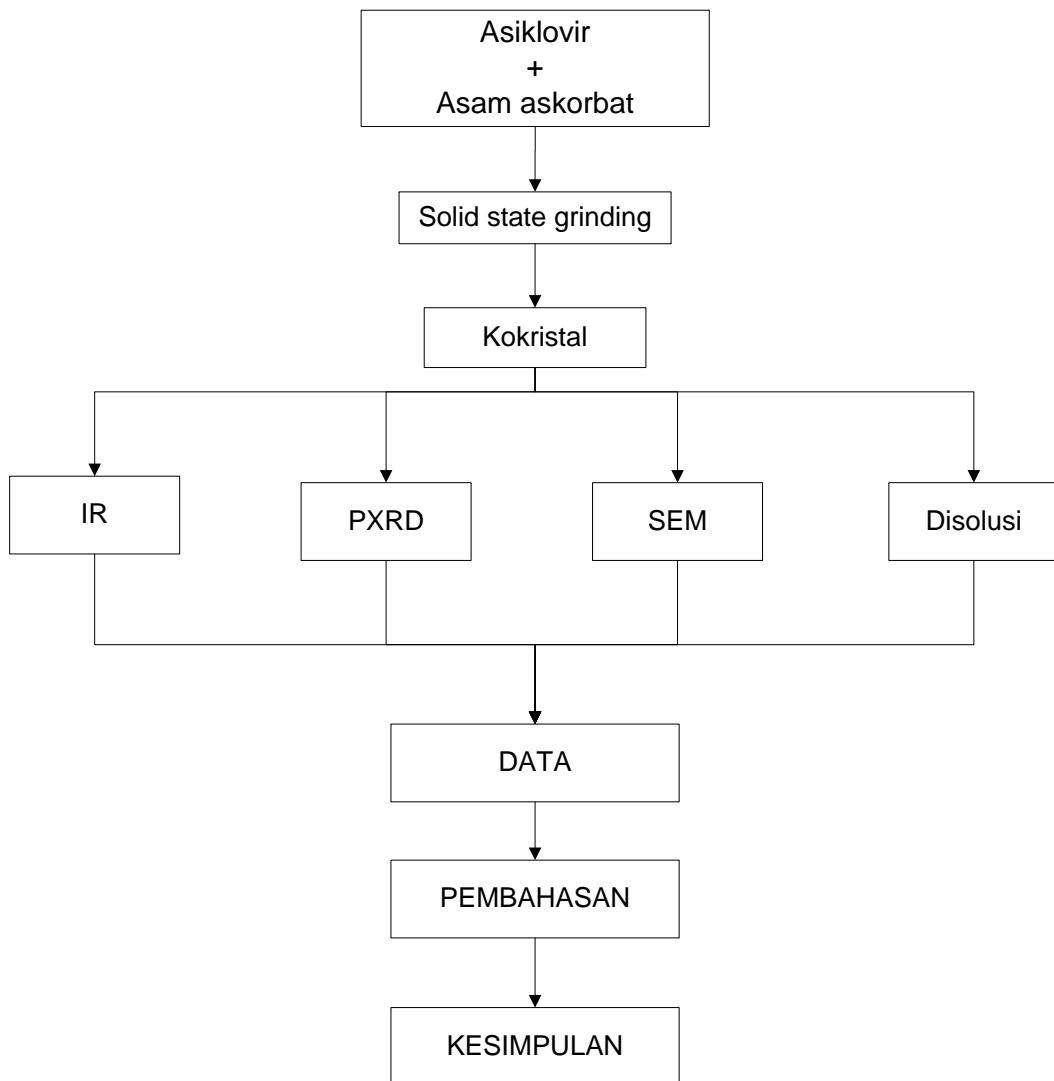 Asiklovir
+
Asam askorbat
Solid state grinding
Kokristal
IR
PXRD
SEM
Disolusi
DATA
PEMBAHASAN
KESIMPULAN